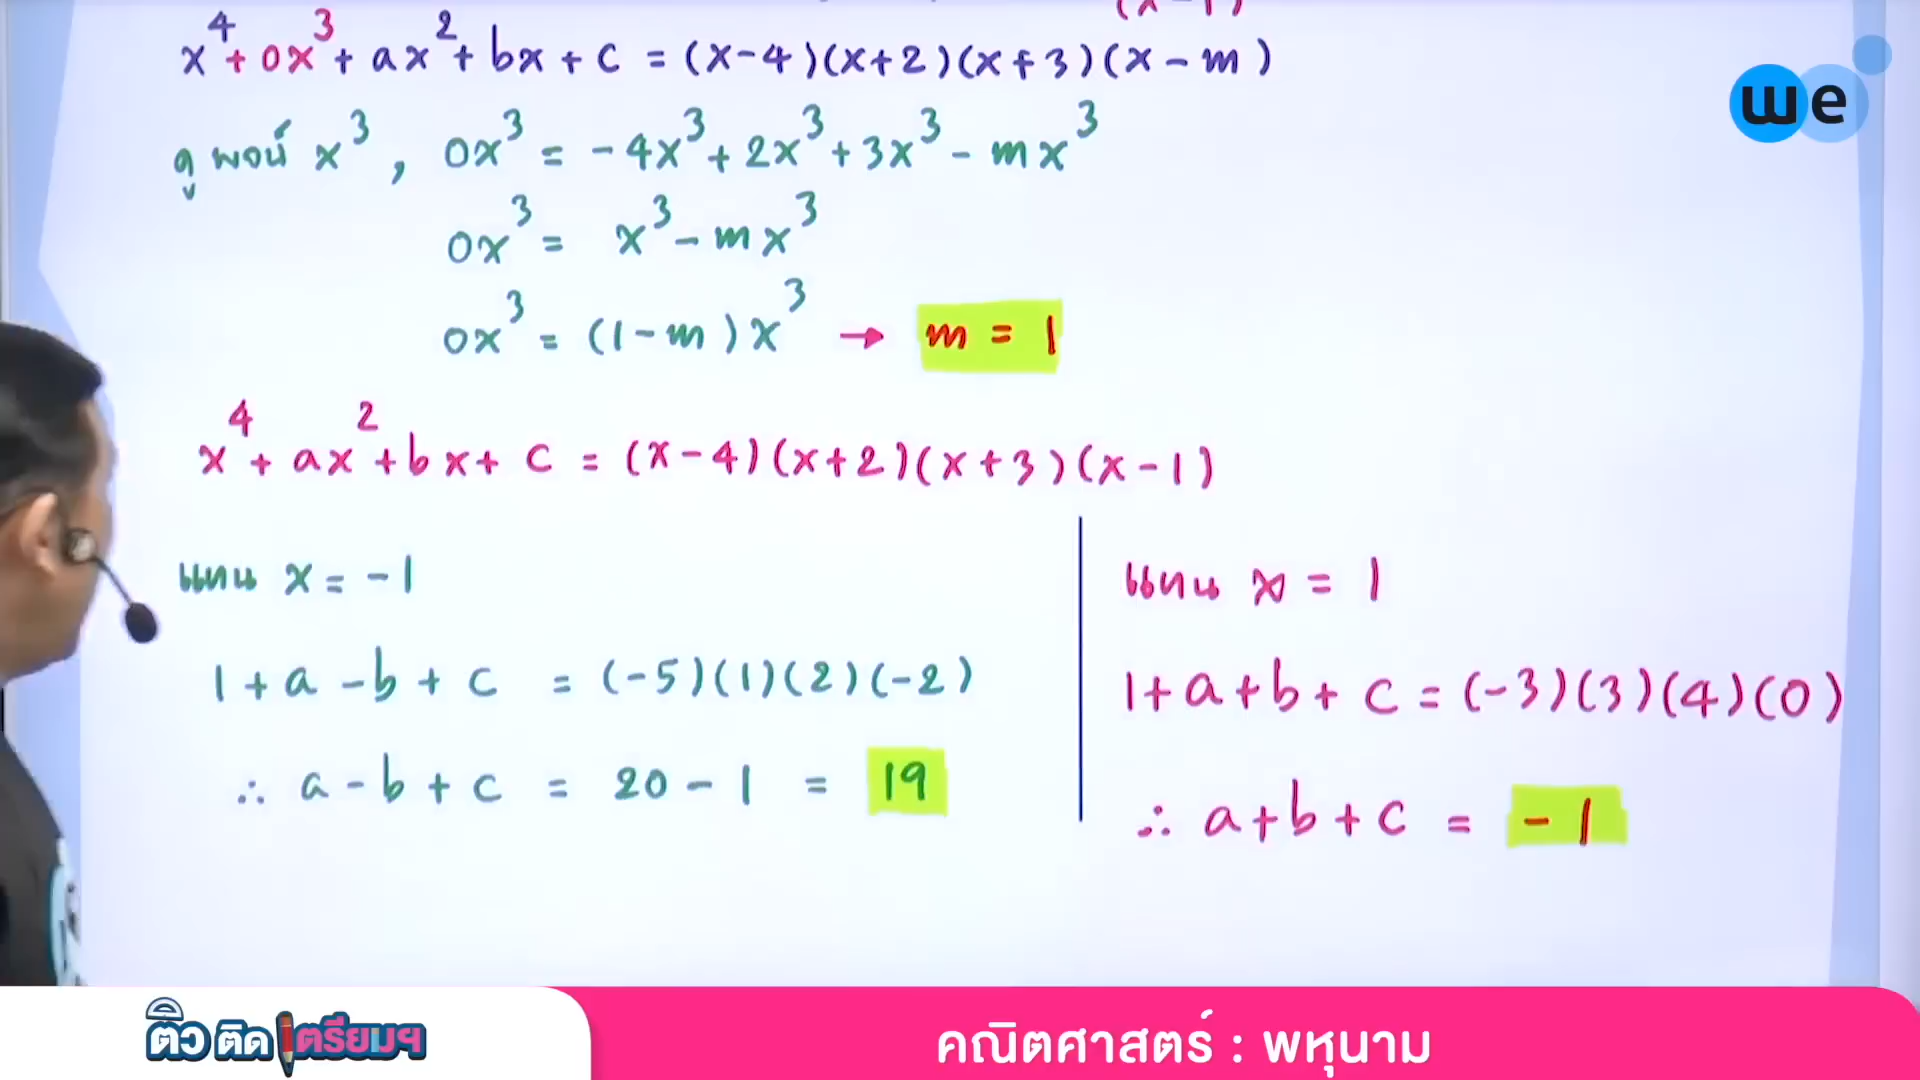 x⁴ + 0x³ + ax² + bx + c = (x-4)(x+2)(x+3)(x-m)
we
ดู พจน์ x³, 0x³ = -4x³ + 2x³ + 3x³ - mx³
0x³ = x³ - mx³
0x³ = (1-m)x³ → m = 1
x⁴ + ax² + bx + c = (x-4)(x+2)(x+3)(x-1)
แทน x = -1
1 + a - b + c = (-5)(1)(2)(-2)
∴ a - b + c = 20 - 1 = 19
แทน x = 1
1 + a + b + c = (-3)(3)(4)(0)
∴ a + b + c = -1
ติว ติด เตรียมฯ
คณิตศาสตร์ : พหุนาม